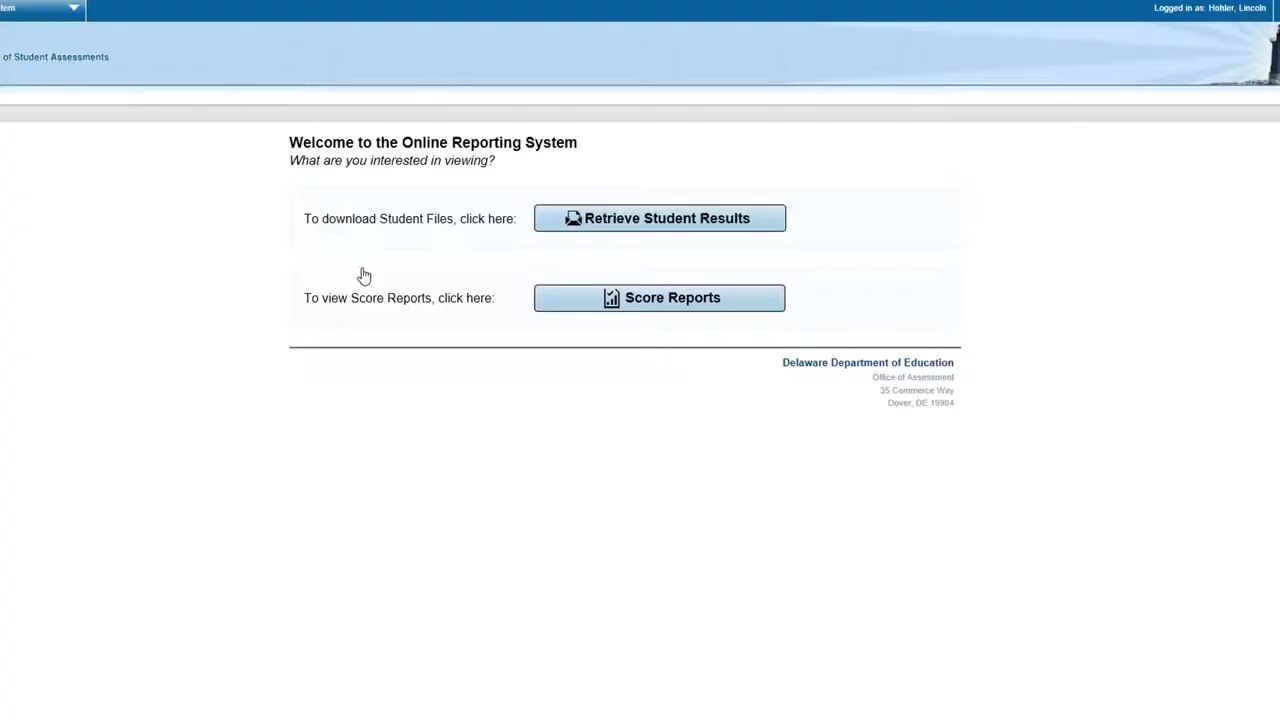 Logged in as: Hohler, Lincoln
of Student Assessments
Welcome to the Online Reporting System
What are you interested in viewing?
To download Student Files, click here:
Retrieve Student Results
To view Score Reports, click here:
Score Reports
Delaware Department of Education
Office of Assessment
35 Commerce Way
Dover, DE 19904